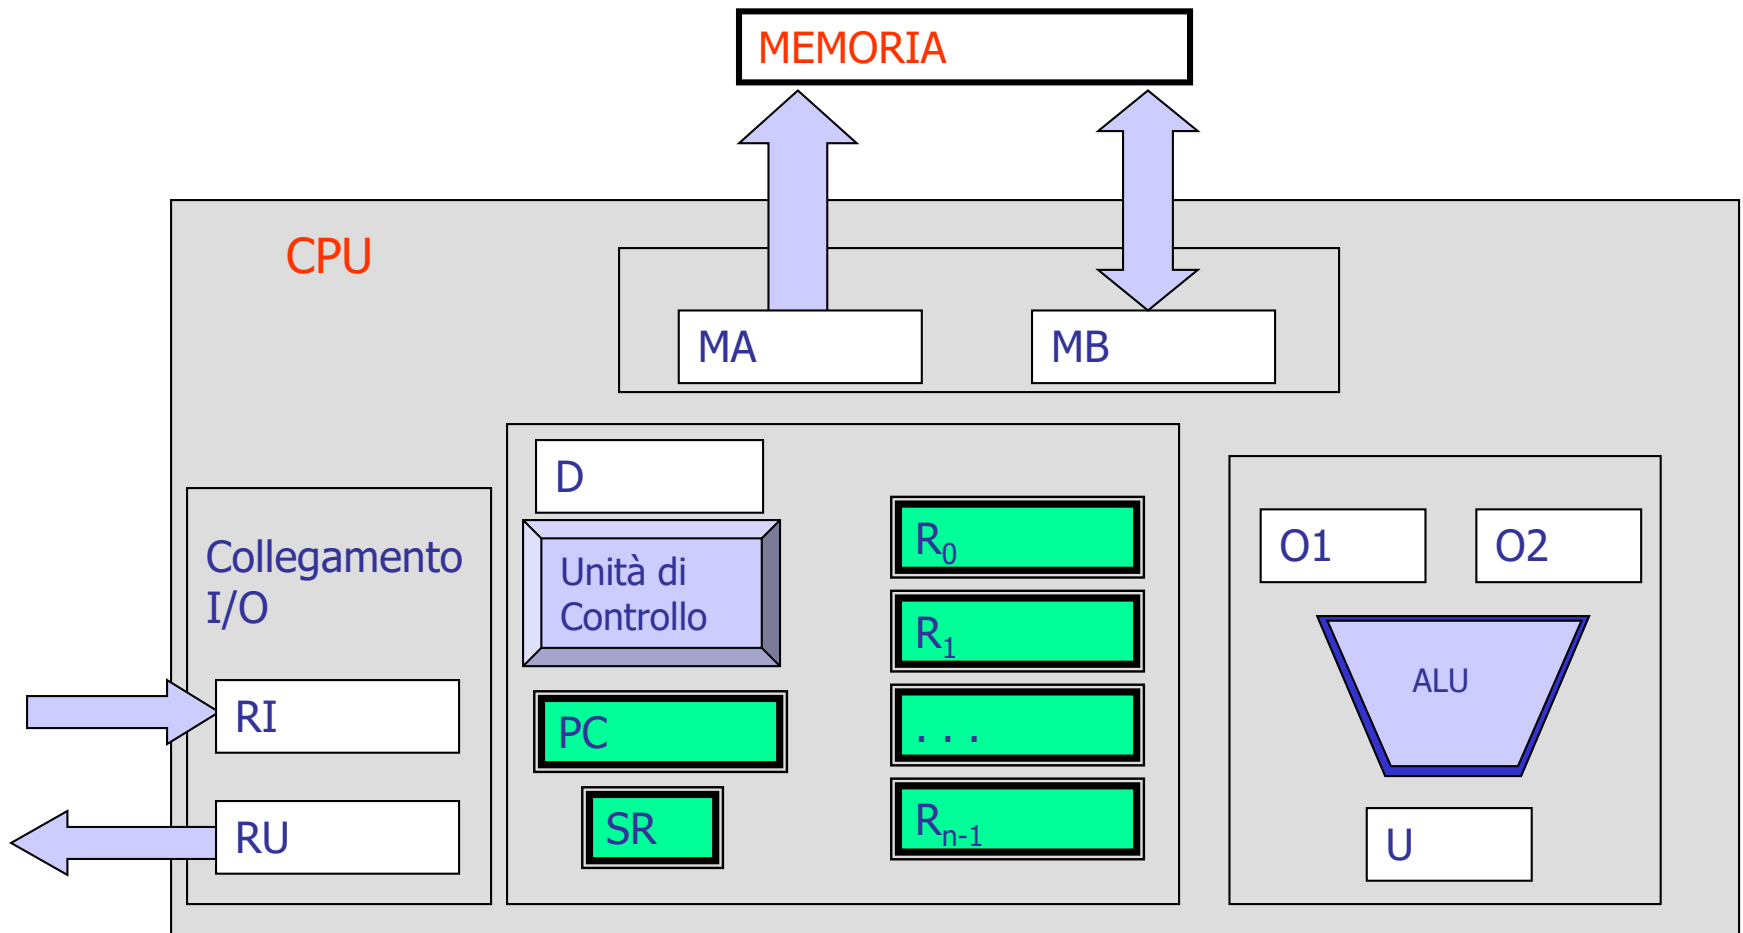 MEMORIA
CPU
MA
MB
D
Unità di
Controllo
PC
SR
R0
R1
. . .
Rn-1
Collegamento
I/O
RI
RU
O1
O2
ALU
U